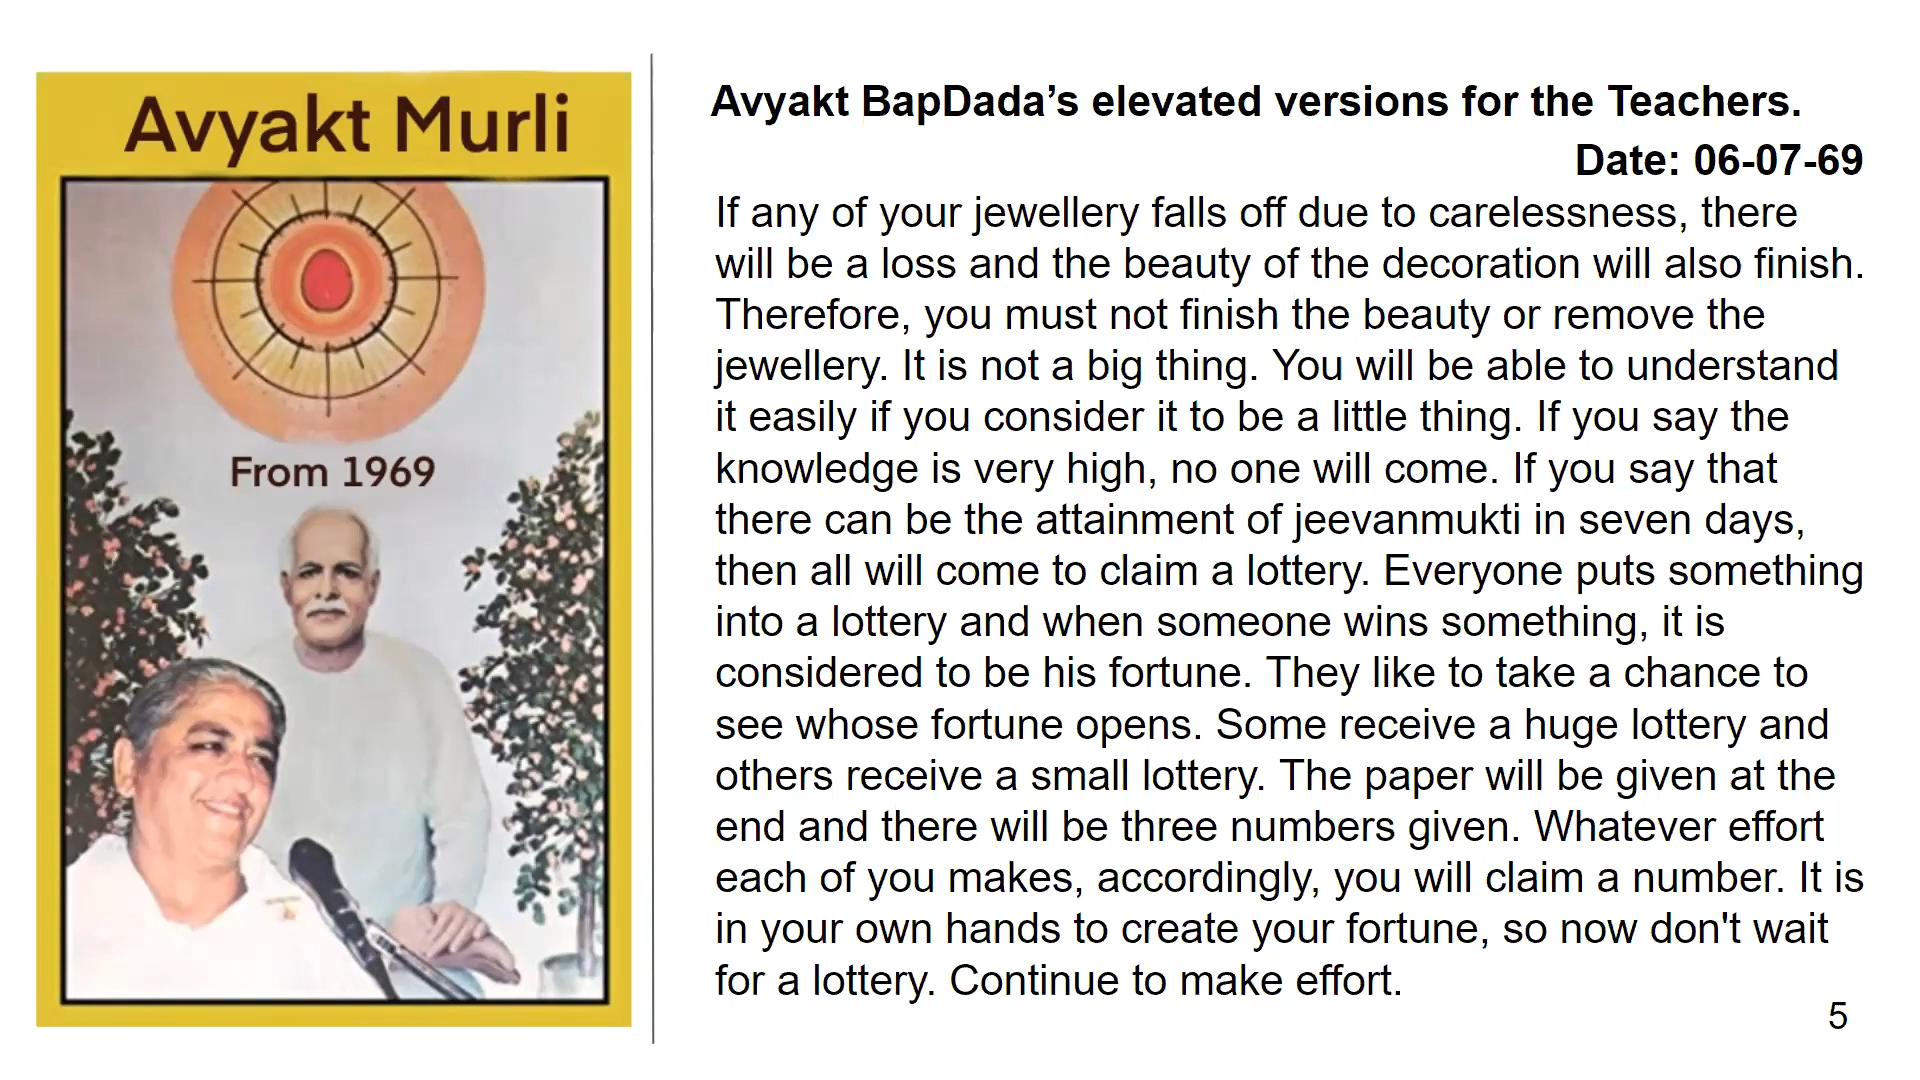 Avyakt Murli
From 1969
Avyakt BapDada’s elevated versions for the Teachers.
Date: 06-07-69
If any of your jewellery falls off due to carelessness, there
will be a loss and the beauty of the decoration will also finish.
Therefore, you must not finish the beauty or remove the
jewellery. It is not a big thing. You will be able to understand
it easily if you consider it to be a little thing. If you say the
knowledge is very high, no one will come. If you say that
there can be the attainment of jeevanmukti in seven days,
then all will come to claim a lottery. Everyone puts something
into a lottery and when someone wins something, it is
considered to be his fortune. They like to take a chance to
see whose fortune opens. Some receive a huge lottery and
others receive a small lottery. The paper will be given at the
end and there will be three numbers given. Whatever effort
each of you makes, accordingly, you will claim a number. It is
in your own hands to create your fortune, so now don't wait
for a lottery. Continue to make effort.
5